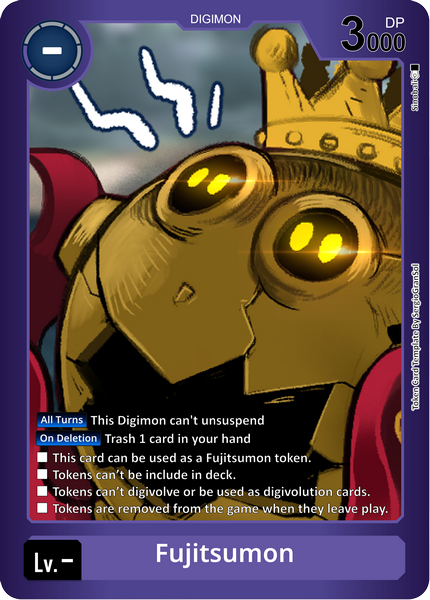 DIGIMON
-
DP
3000
All Turns This Digimon can't unsuspend
On Deletion Trash 1 card in your hand
This card can be used as a Fujitsumon token.
Tokens can't be include in deck.
Tokens can't digivolve or be used as digivolution cards.
Tokens are removed from the game when they leave play.
Lv.-
Fujitsumon
Token Card Template By SergioGranSol